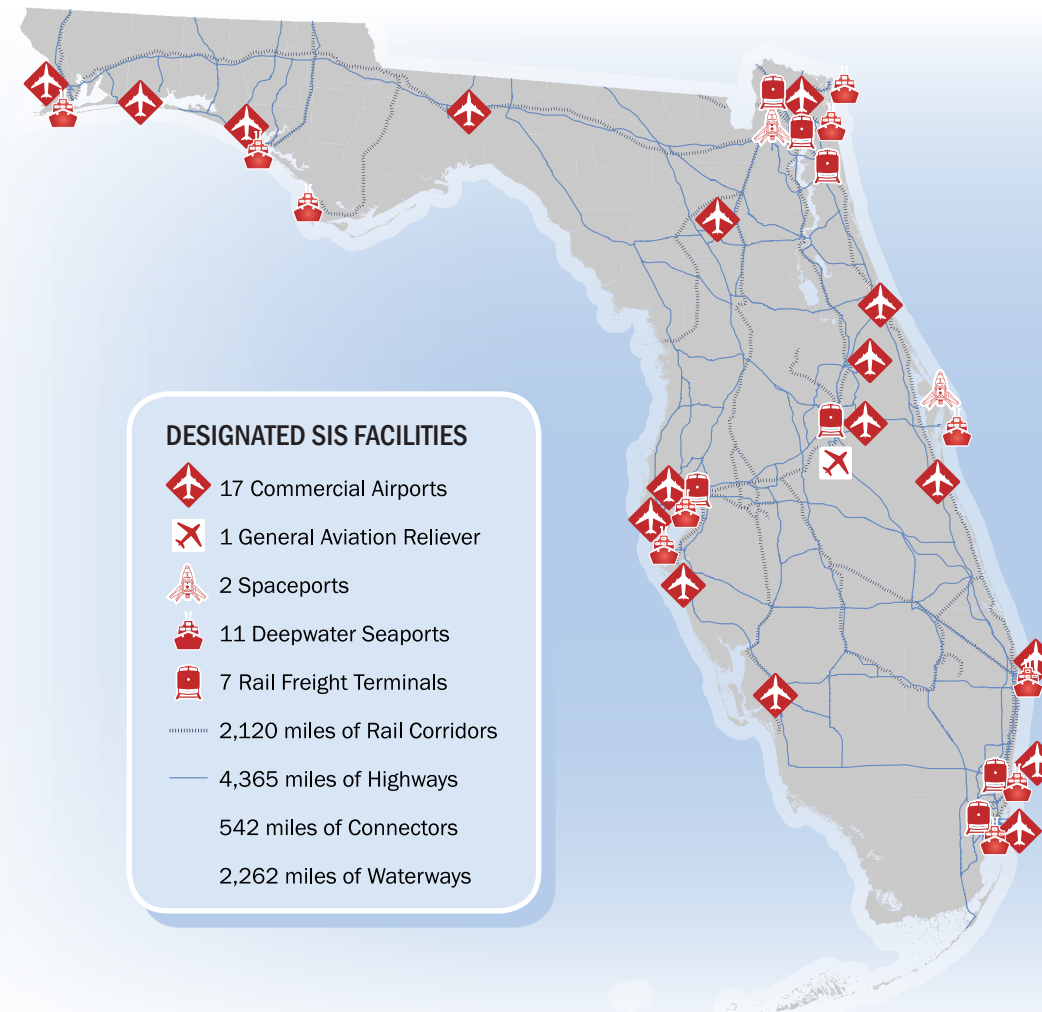 DESIGNATED SIS FACILITIES
17 Commercial Airports
1 General Aviation Reliever
2 Spaceports
11 Deepwater Seaports
7 Rail Freight Terminals
2,120 miles of Rail Corridors
4,365 miles of Highways
542 miles of Connectors
2,262 miles of Waterways